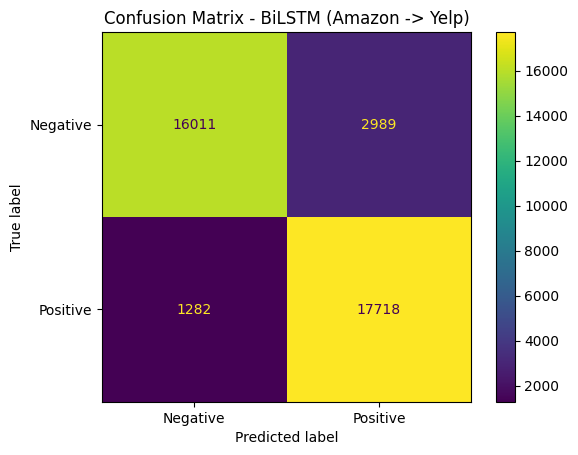 Confusion Matrix - BiLSTM (Amazon -> Yelp)
True label
Negative
16011
2989
Positive
1282
17718
Negative
Positive
Predicted label
16000
14000
12000
10000
8000
6000
4000
2000